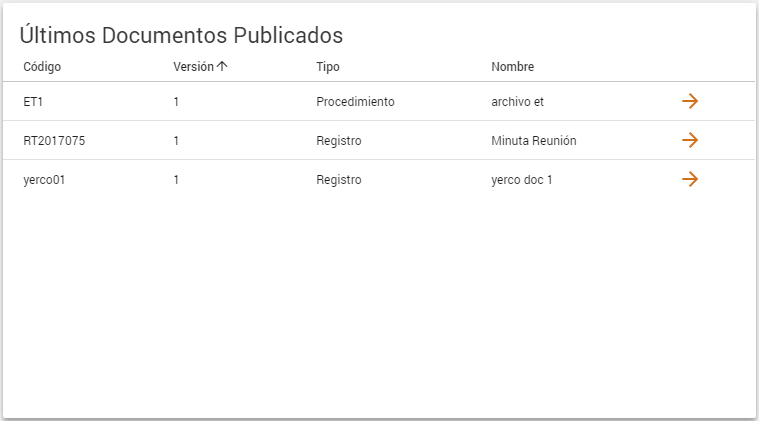 Últimos Documentos Publicados
Código Versión Tipo Nombre
ET1 1 Procedimiento archivo et
RT2017075 1 Registro Minuta Reunión
yerco01 1 Registro yerco doc 1